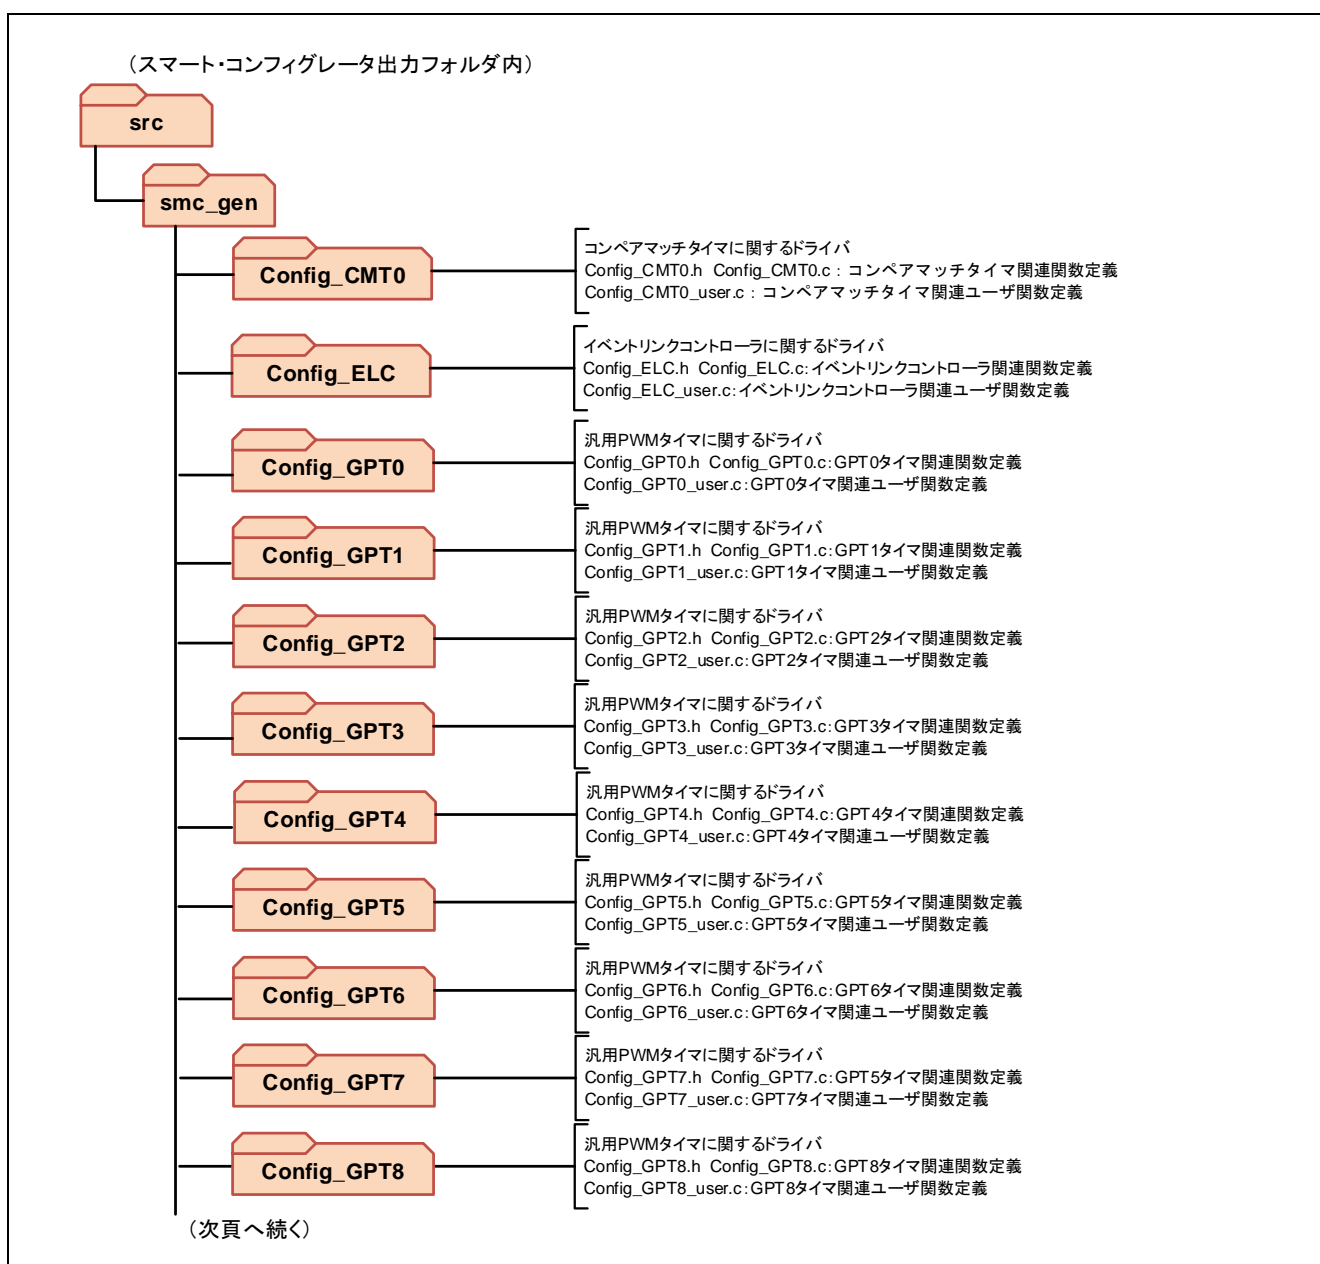 （スマート・コンフィグレータ出力フォルダ内）
src
smc_gen
Config_CMT0
コンペアマッチタイマに関するドライバ
Config_CMT0.h Config_CMT0.c : コンペアマッチタイマ関連関数定義
Config_CMT0_user.c : コンペアマッチタイマ関連ユーザ関数定義
Config_ELC
イベントリンクコントローラに関するドライバ
Config_ELC.h Config_ELC.c:イベントリンクコントローラ関連関数定義
Config_ELC_user.c:イベントリンクコントローラ関連ユーザ関数定義
Config_GPT0
汎用PWMタイマに関するドライバ
Config_GPT0.h Config_GPT0.c:GPT0タイマ関連関数定義
Config_GPT0_user.c:GPT0タイマ関連ユーザ関数定義
Config_GPT1
汎用PWMタイマに関するドライバ
Config_GPT1.h Config_GPT1.c:GPT1タイマ関連関数定義
Config_GPT1_user.c:GPT1タイマ関連ユーザ関数定義
Config_GPT2
汎用PWMタイマに関するドライバ
Config_GPT2.h Config_GPT2.c:GPT2タイマ関連関数定義
Config_GPT2_user.c:GPT2タイマ関連ユーザ関数定義
Config_GPT3
汎用PWMタイマに関するドライバ
Config_GPT3.h Config_GPT3.c:GPT3タイマ関連関数定義
Config_GPT3_user.c:GPT3タイマ関連ユーザ関数定義
Config_GPT4
汎用PWMタイマに関するドライバ
Config_GPT4.h Config_GPT4.c:GPT4タイマ関連関数定義
Config_GPT4_user.c:GPT4タイマ関連ユーザ関数定義
Config_GPT5
汎用PWMタイマに関するドライバ
Config_GPT5.h Config_GPT5.c:GPT5タイマ関連関数定義
Config_GPT5_user.c:GPT5タイマ関連ユーザ関数定義
Config_GPT6
汎用PWMタイマに関するドライバ
Config_GPT6.h Config_GPT6.c:GPT6タイマ関連関数定義
Config_GPT6_user.c:GPT6タイマ関連ユーザ関数定義
Config_GPT7
汎用PWMタイマに関するドライバ
Config_GPT7.h Config_GPT7.c:GPT5タイマ関連関数定義
Config_GPT7_user.c:GPT7タイマ関連ユーザ関数定義
Config_GPT8
汎用PWMタイマに関するドライバ
Config_GPT8.h Config_GPT8.c:GPT8タイマ関連関数定義
Config_GPT8_user.c:GPT8タイマ関連ユーザ関数定義
（次頁へ続く）